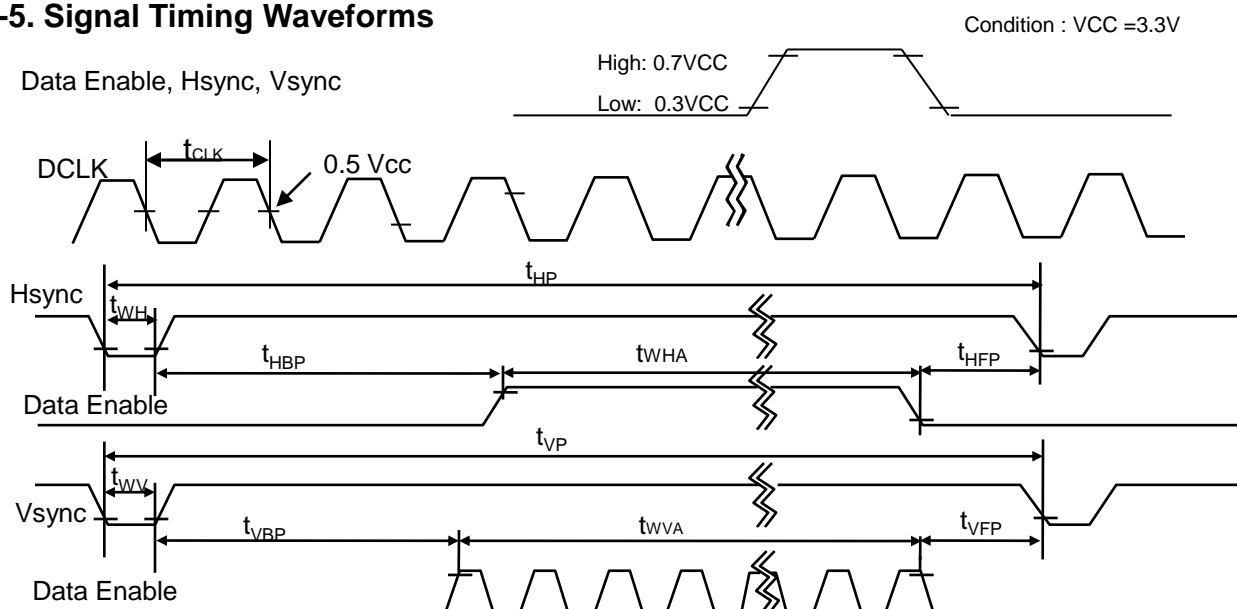 -5. Signal Timing Waveforms
Condition : VCC =3.3V
Data Enable, Hsync, Vsync
High: 0.7VCC
Low: 0.3VCC
DCLK
tCLK
0.5 Vcc
tHP
Hsync
tWH
tHBP
tWHA
tHFP
Data Enable
tVP
tWV
Vsync
tVBP
tWVA
tVFP
Data Enable